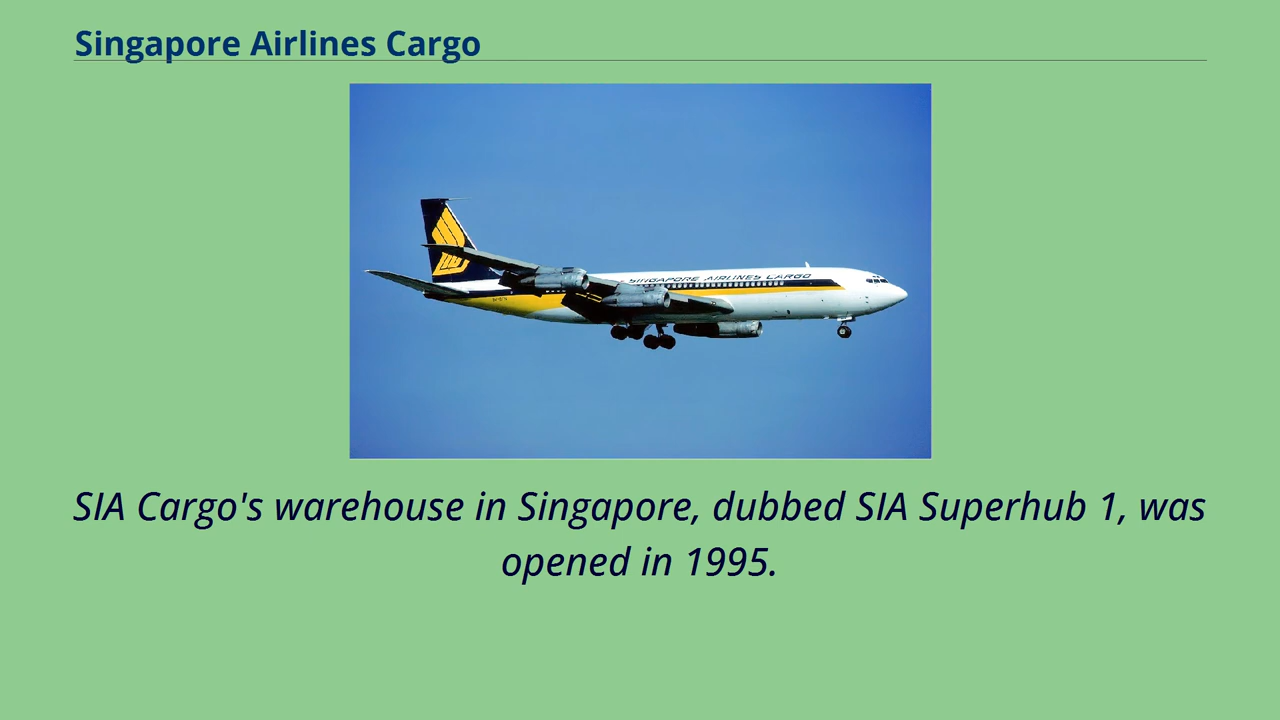 Singapore Airlines Cargo
SINGAPORE AIRLINES CARGO
SIA Cargo's warehouse in Singapore, dubbed SIA Superhub 1, was
opened in 1995.